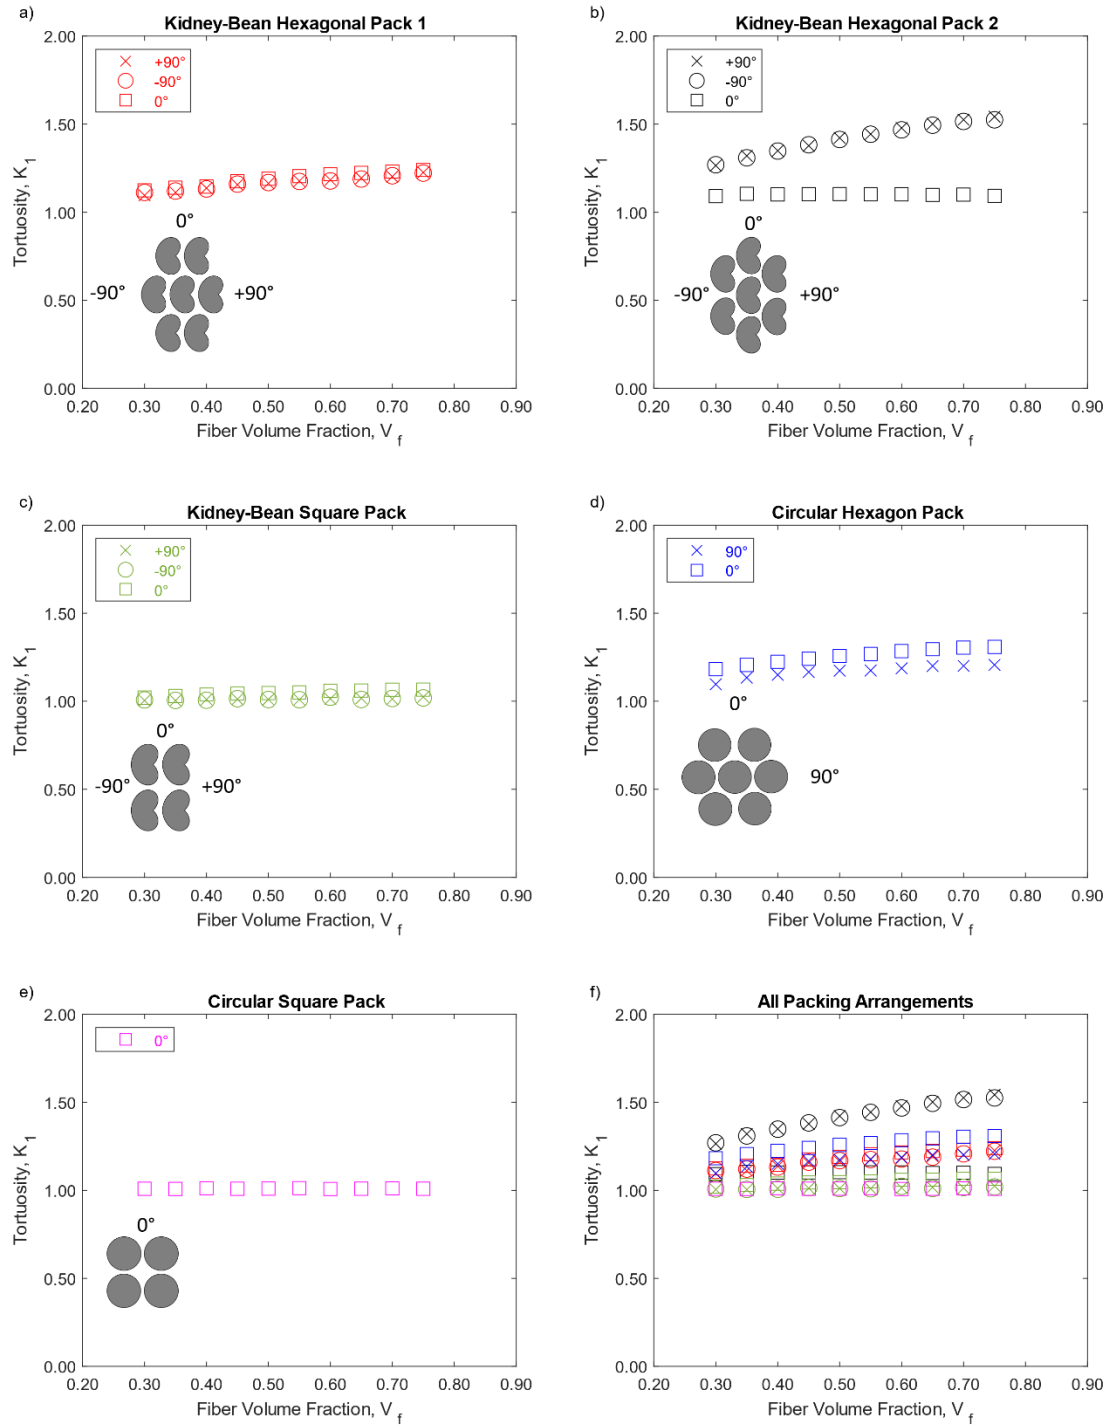 a)
Kidney-Bean Hexagonal Pack 1
2.00
1.50
1.00
0.50
0.00
Tortuosity, K₁
+90°
-90°
0°
0°
-90°
+90°
0.20 0.30 0.40 0.50 0.60 0.70 0.80 0.90
Fiber Volume Fraction, V f
b)
Kidney-Bean Hexagonal Pack 2
2.00
1.50
1.00
0.50
0.00
Tortuosity, K₁
+90°
-90°
0°
0°
-90°
+90°
0.20 0.30 0.40 0.50 0.60 0.70 0.80 0.90
Fiber Volume Fraction, V f
c)
Kidney-Bean Square Pack
2.00
1.50
1.00
0.50
0.00
Tortuosity, K₁
+90°
-90°
0°
0°
-90°
+90°
0.20 0.30 0.40 0.50 0.60 0.70 0.80 0.90
Fiber Volume Fraction, V f
d)
Circular Hexagon Pack
2.00
1.50
1.00
0.50
0.00
Tortuosity, K₁
90°
0°
0°
90°
0.20 0.30 0.40 0.50 0.60 0.70 0.80 0.90
Fiber Volume Fraction, V f
e)
Circular Square Pack
2.00
1.50
1.00
0.50
0.00
Tortuosity, K₁
0°
0°
0.20 0.30 0.40 0.50 0.60 0.70 0.80 0.90
Fiber Volume Fraction, V f
f)
All Packing Arrangements
2.00
1.50
1.00
0.50
0.00
Tortuosity, K₁
0.20 0.30 0.40 0.50 0.60 0.70 0.80 0.90
Fiber Volume Fraction, V f